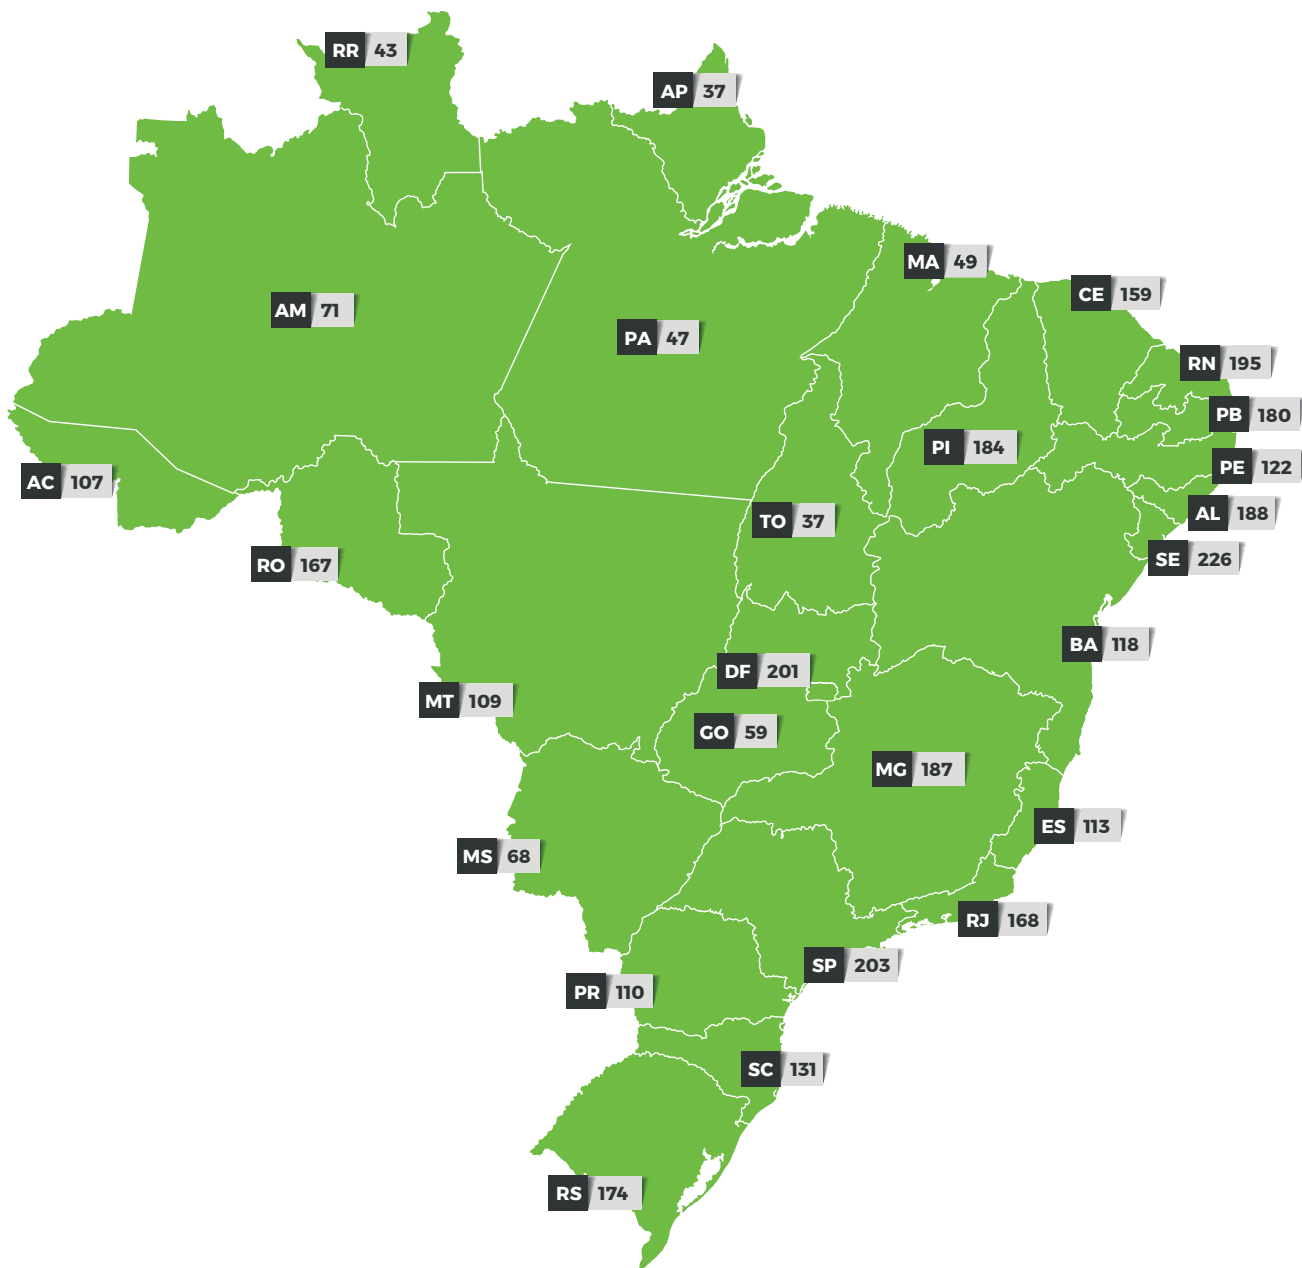 RR 43
AP 37
MA 49
CE 159
AM 71
PA 47
RN 195
PB 180
PI 184
PE 122
AC 107
AL 188
TO 37
SE 226
RO 167
BA 118
DF 201
MT 109
GO 59
MG 187
ES 113
MS 68
RJ 168
SP 203
PR 110
SC 131
RS 174